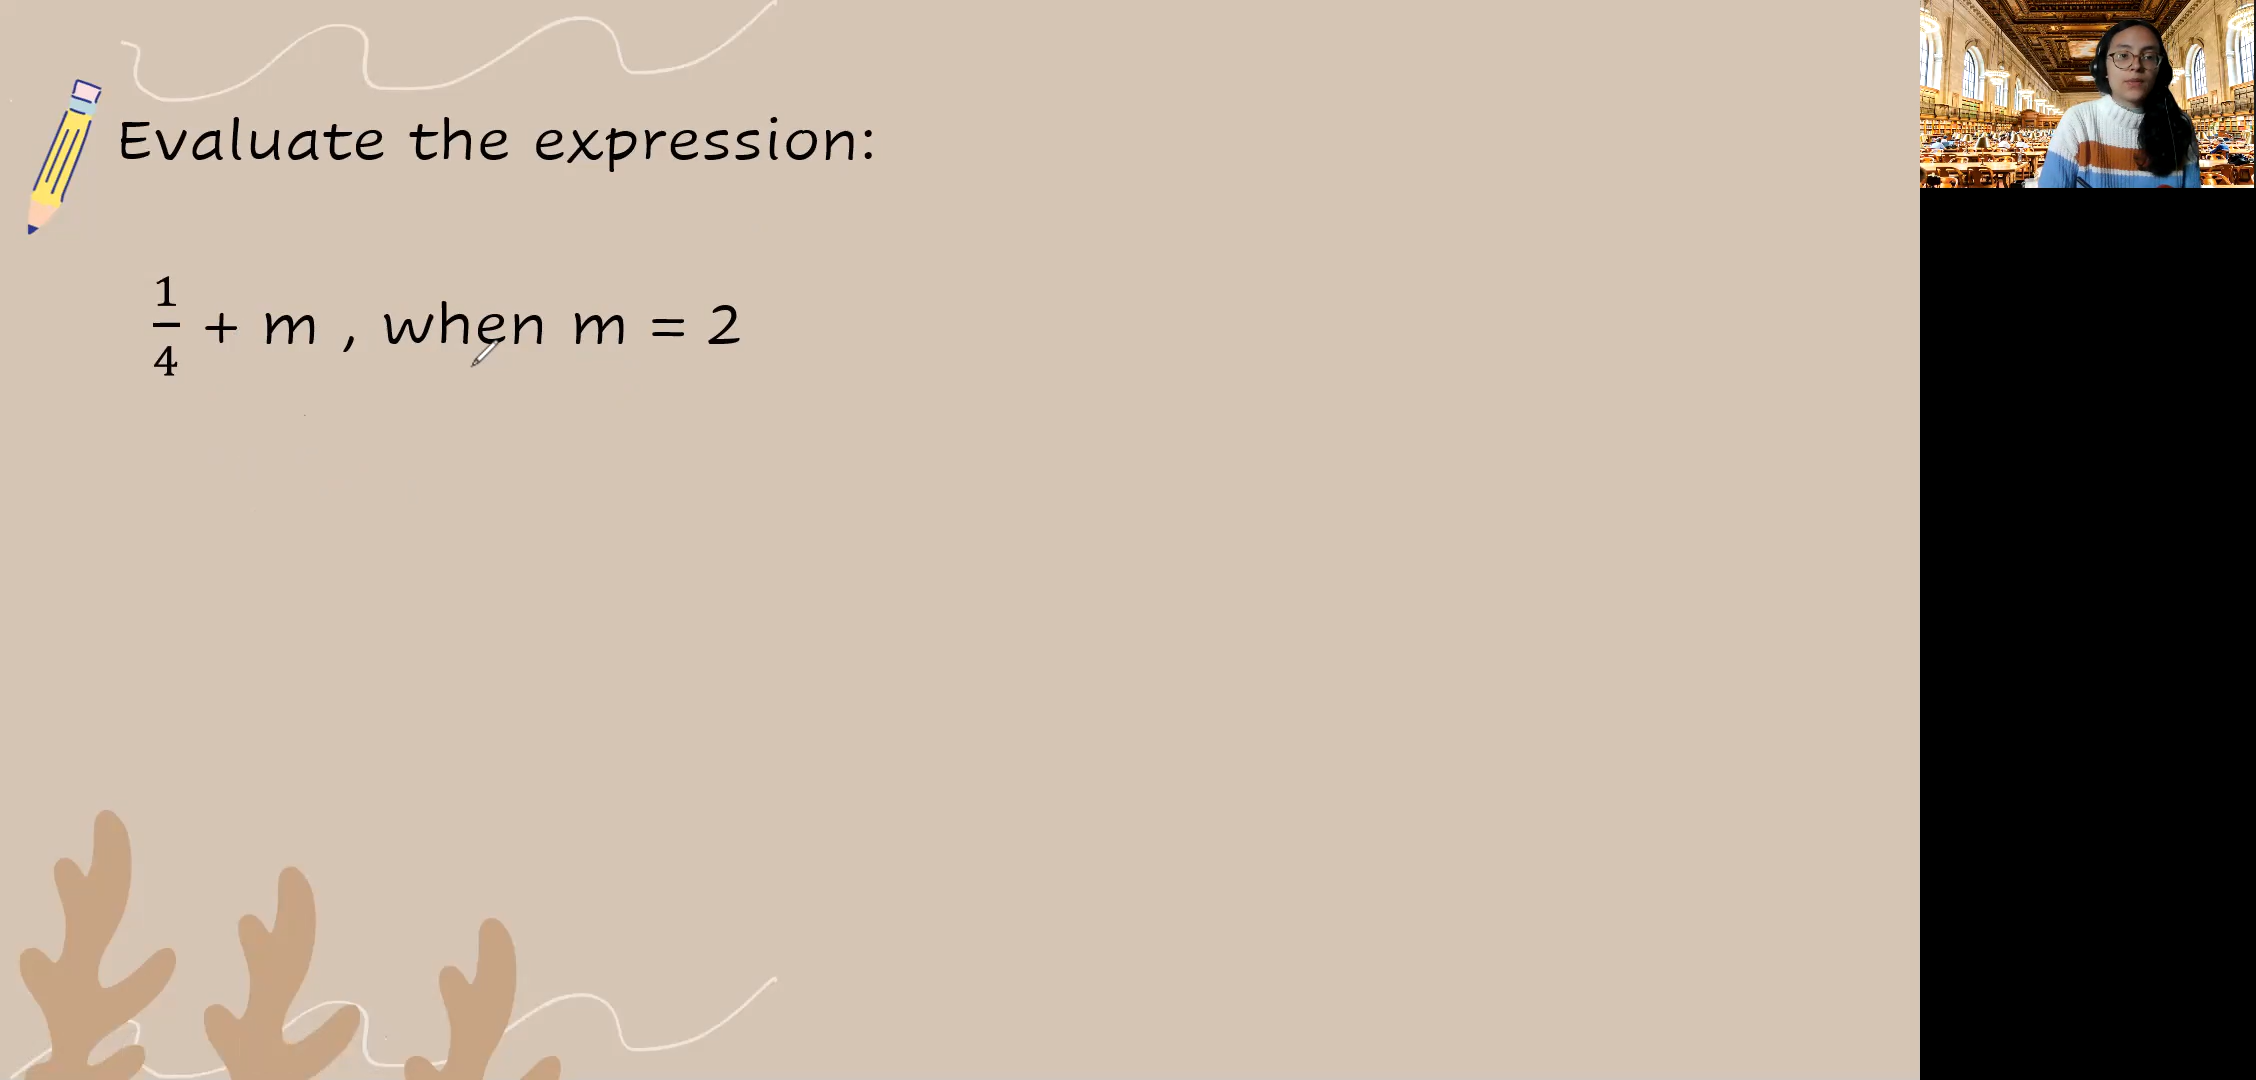 Evaluate the expression:
1/4 + m , when m = 2